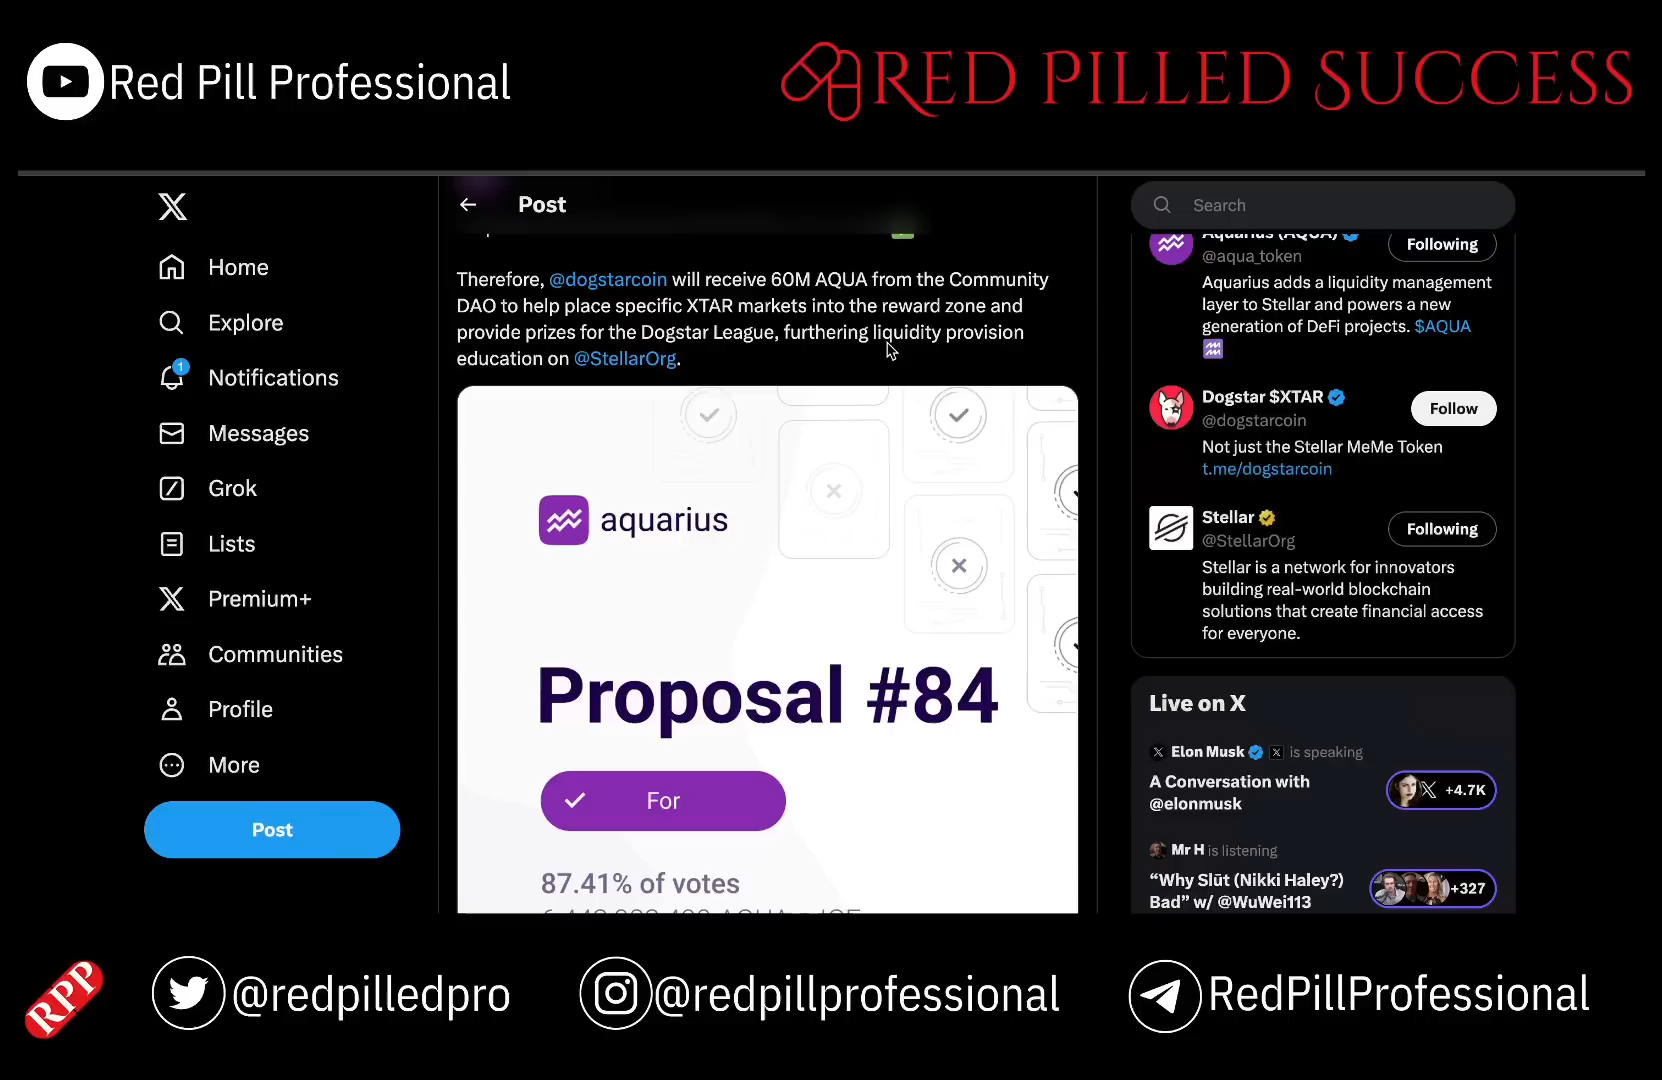 Red Pill Professional
RED PILLED SUCCESS
Home
Explore
1
Notifications
Messages
Grok
Lists
Premium+
Communities
Profile
More
Post
Post
Therefore, @dogstarcoin will receive 60M AQUA from the Community
DAO to help place specific XTAR markets into the reward zone and
provide prizes for the Dogstar League, furthering liquidity provision
education on @StellarOrg.
aquarius
Proposal #84
For
87.41% of votes
Search
Aquarius (AQUA)
Following
@aqua_token
Aquarius adds a liquidity management
layer to Stellar and powers a new
generation of DeFi projects. $AQUA
Dogstar $XTAR
Follow
@dogstarcoin
Not just the Stellar MeMe Token
t.me/dogstarcoin
Stellar
Following
@StellarOrg
Stellar is a network for innovators
building real-world blockchain
solutions that create financial access
for everyone.
Live on X
Elon Musk is speaking
A Conversation with
@elonmusk
+4.7K
Mr H is listening
“Why Slūt (Nikki Haley?)
Bad” w/ @WuWei113
+327
RPP
@redpilledpro
@redpillprofessional
RedPillProfessional